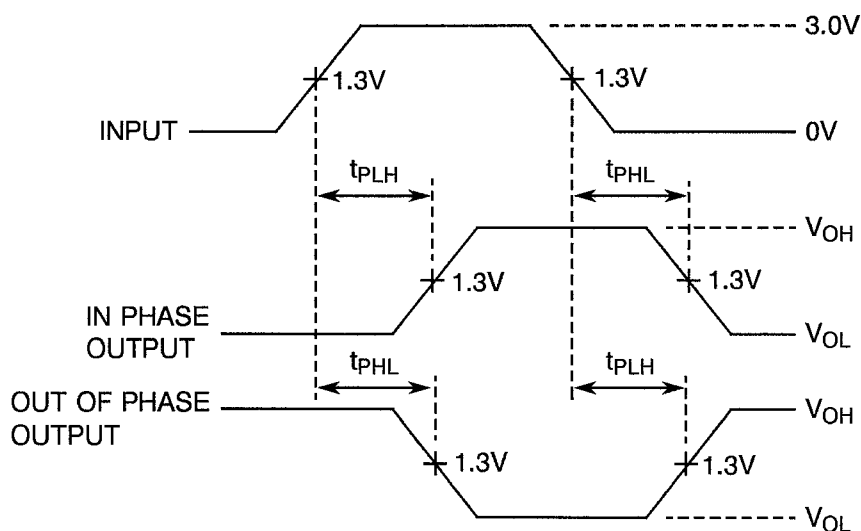 3.0V
1.3V 1.3V
INPUT 0V
tPLH tPHL
VOH
1.3V 1.3V
IN PHASE
OUTPUT VOL
tPHL tPLH
OUT OF PHASE VOH
OUTPUT
1.3V 1.3V
VOL